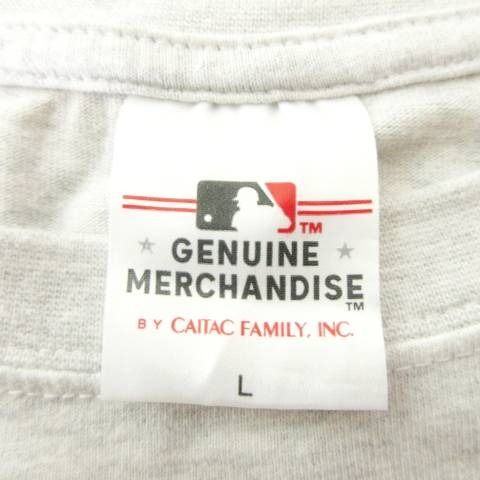 TM
GENUINE
MERCHANDISE TM
BY CAITAC FAMILY, INC.
L